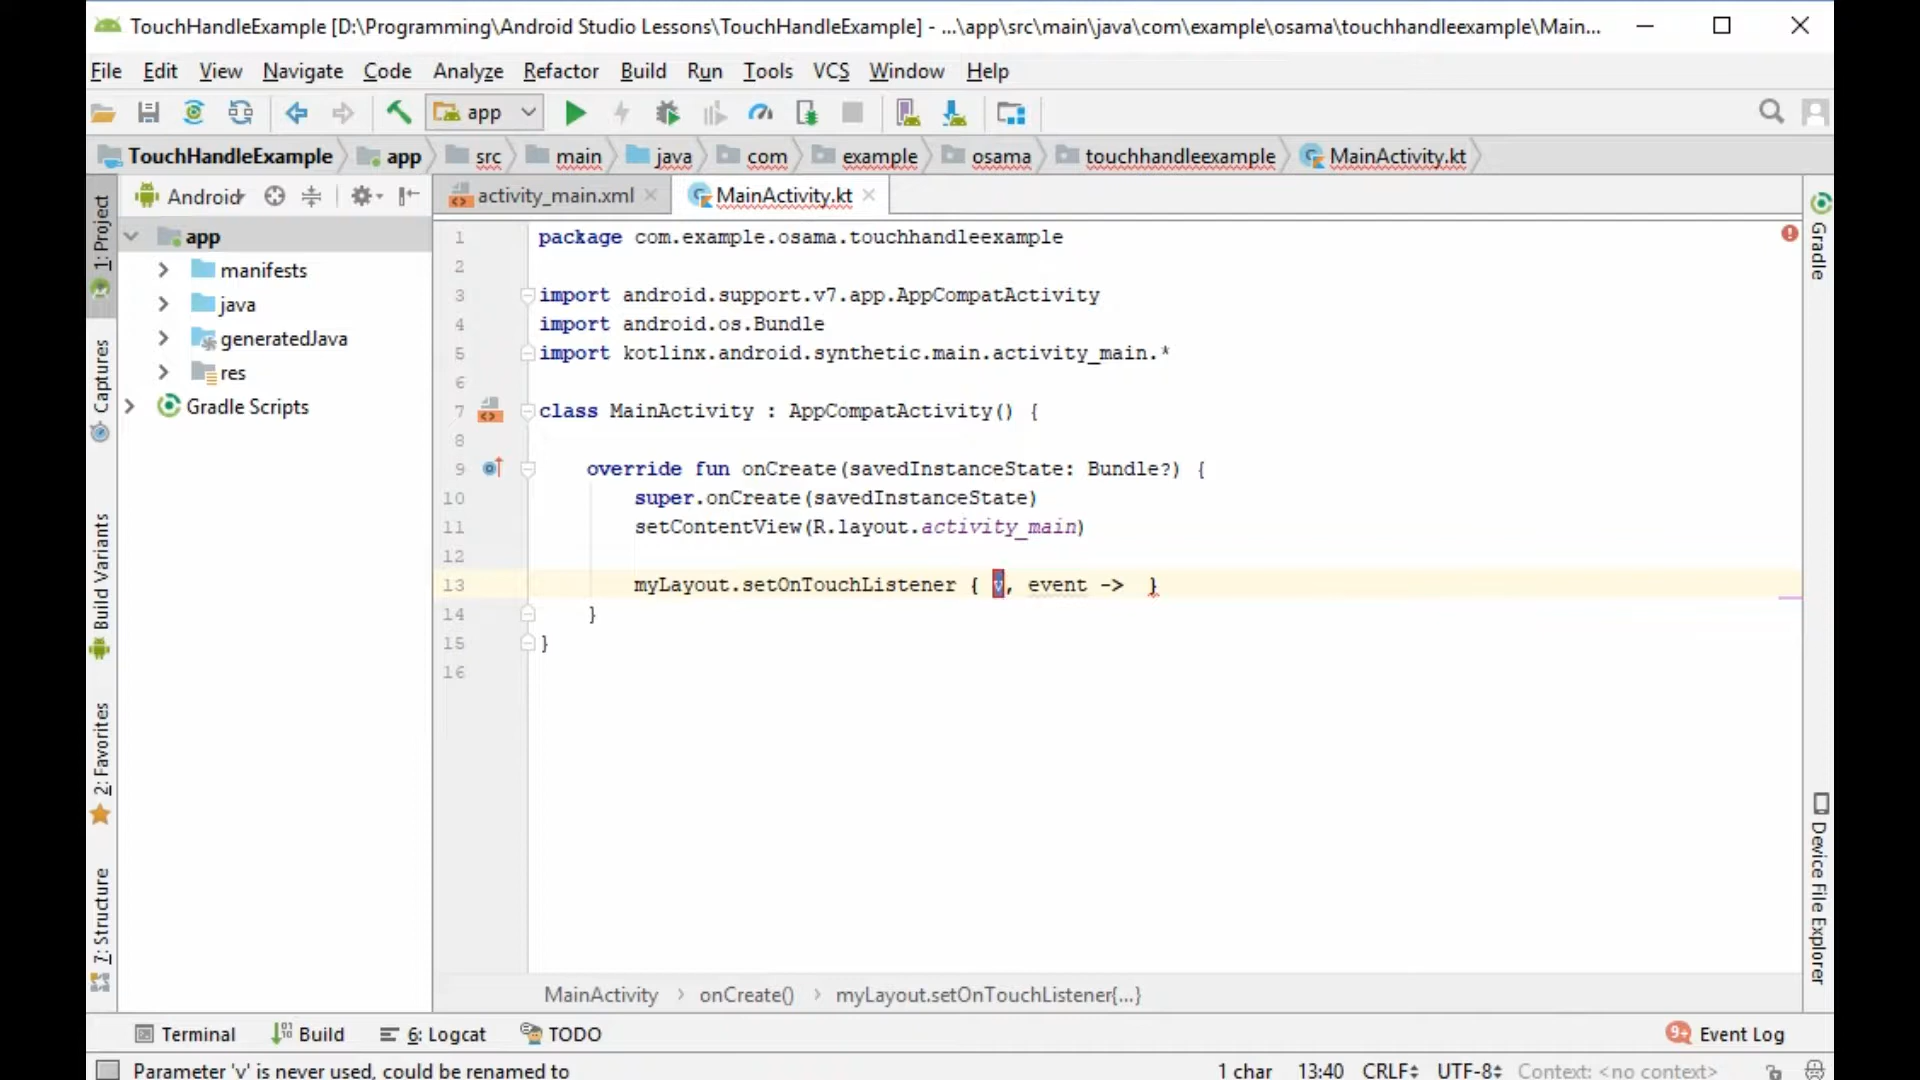 TouchHandleExample [D:\Programming\Android Studio Lessons\TouchHandleExample] - ...\app\src\main\java\com\example\osama\touchhandleexample\Main...
File Edit View Navigate Code Analyze Refactor Build Run Tools VCS Window Help
app
TouchHandleExample app src main java com example osama touchhandleexample MainActivity.kt
Android activity_main.xml MainActivity.kt
1: Project
Captures
Build Variants
2: Favorites
7: Structure
app
manifests
java
generatedJava
res
Gradle Scripts
1 package com.example.osama.touchhandleexample
2
3 import android.support.v7.app.AppCompatActivity
4 import android.os.Bundle
5 import kotlinx.android.synthetic.main.activity_main.*
6
7 class MainActivity : AppCompatActivity() {
8
9 override fun onCreate(savedInstanceState: Bundle?) {
10 super.onCreate(savedInstanceState)
11 setContentView(R.layout.activity_main)
12
13 myLayout.setOnTouchListener { v, event -> }
14 }
15 }
16
Gradle
Device File Explorer
MainActivity › onCreate() › myLayout.setOnTouchListener{...}
Terminal Build 6: Logcat TODO 9+ Event Log
Parameter 'v' is never used, could be renamed to 1 char 13:40 CRLF UTF-8 Context: <no context>